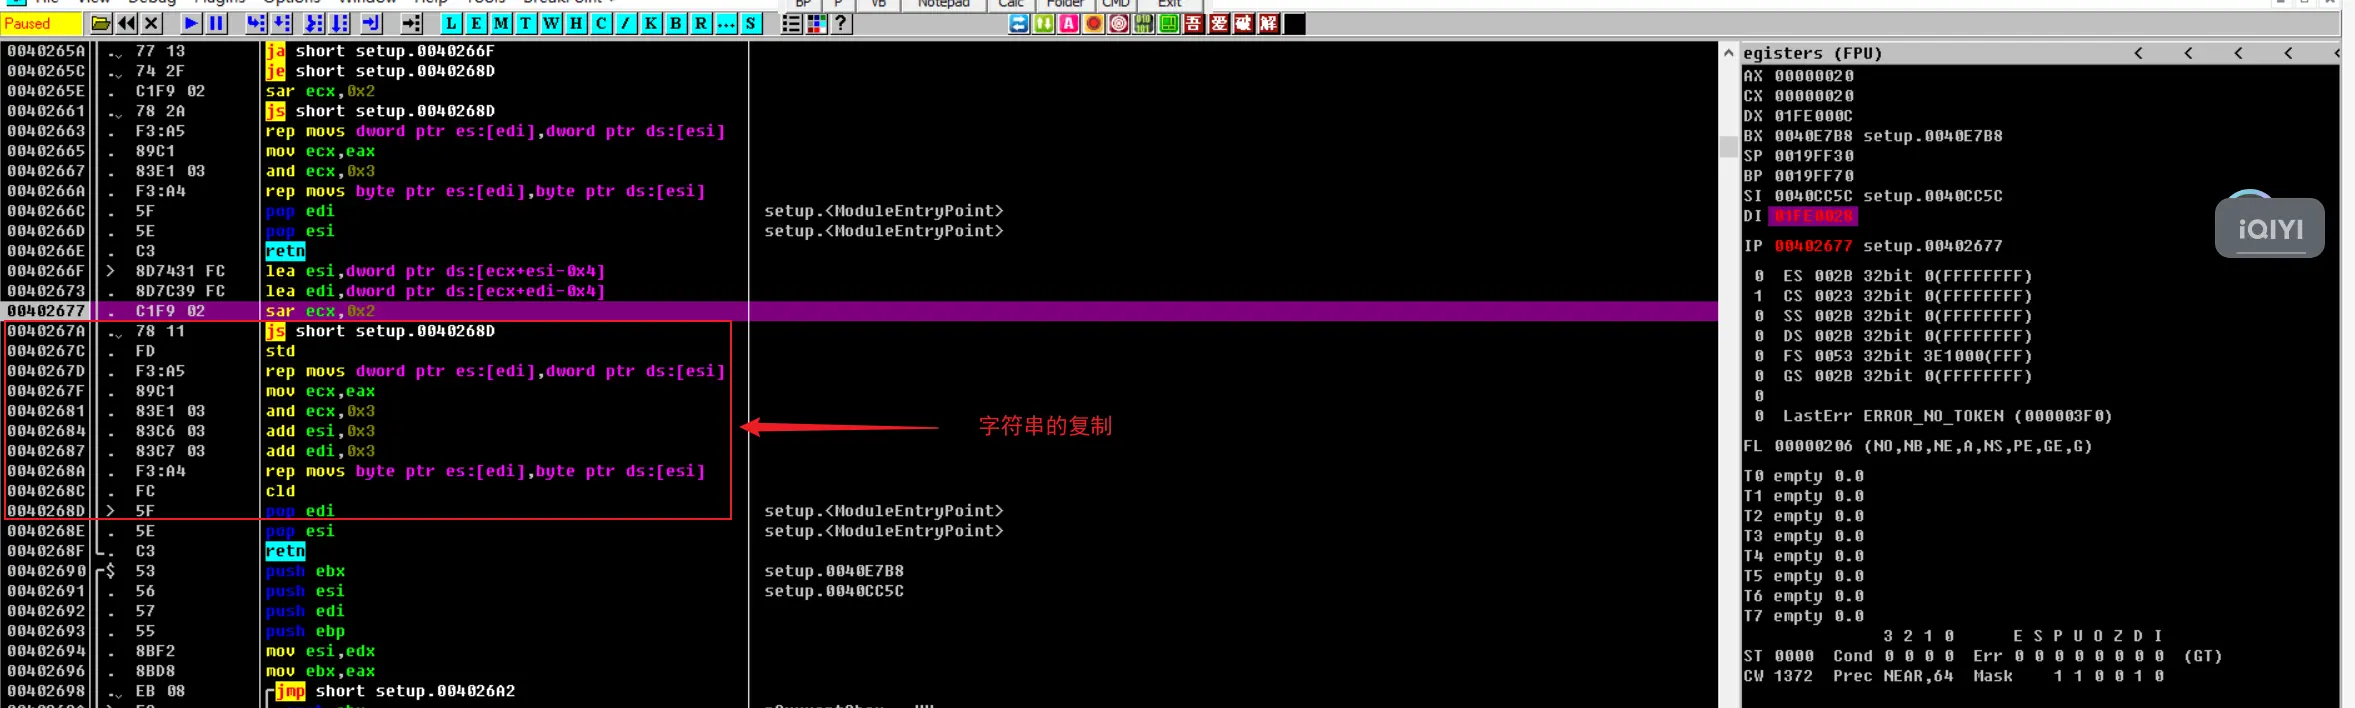 BP P VB Notepad Calc Folder CMD Exit
Paused L E M T W H C / K B R ... S ? A 吾 爱 破 解
0040265A 77 13 ja short setup.0040266F
0040265C 74 2F je short setup.0040268D
0040265E C1F9 02 sar ecx,0x2
00402661 78 2A js short setup.0040268D
00402663 F3:A5 rep movs dword ptr es:[edi],dword ptr ds:[esi]
00402665 89C1 mov ecx,eax
00402667 83E1 03 and ecx,0x3
0040266A F3:A4 rep movs byte ptr es:[edi],byte ptr ds:[esi]
0040266C 5F pop edi setup.<ModuleEntryPoint>
0040266D 5E pop esi setup.<ModuleEntryPoint>
0040266E C3 retn
0040266F > 8D7431 FC lea esi,dword ptr ds:[ecx+esi-0x4]
00402673 8D7C39 FC lea edi,dword ptr ds:[ecx+edi-0x4]
00402677 C1F9 02 sar ecx,0x2
0040267A 78 11 js short setup.0040268D
0040267C FD std
0040267D F3:A5 rep movs dword ptr es:[edi],dword ptr ds:[esi]
0040267F 89C1 mov ecx,eax
00402681 83E1 03 and ecx,0x3
00402684 83C6 03 add esi,0x3
00402687 83C7 03 add edi,0x3
0040268A F3:A4 rep movs byte ptr es:[edi],byte ptr ds:[esi]
0040268C FC cld
0040268D > 5F pop edi setup.<ModuleEntryPoint>
0040268E 5E pop esi setup.<ModuleEntryPoint>
0040268F C3 retn
00402690 $ 53 push ebx setup.0040E7B8
00402691 56 push esi setup.0040CC5C
00402692 57 push edi
00402693 55 push ebp
00402694 8BF2 mov esi,edx
00402696 8BD8 mov ebx,eax
00402698 EB 08 jmp short setup.004026A2
字符串的复制
egisters (FPU) < < < < <
AX 00000020
CX 00000020
DX 01FE000C
BX 0040E7B8 setup.0040E7B8
SP 0019FF30
BP 0019FF70
SI 0040CC5C setup.0040CC5C
DI 01FE0028
IP 00402677 setup.00402677
0 ES 002B 32bit 0(FFFFFFFF)
1 CS 0023 32bit 0(FFFFFFFF)
0 SS 002B 32bit 0(FFFFFFFF)
0 DS 002B 32bit 0(FFFFFFFF)
0 FS 0053 32bit 3E1000(FFF)
0 GS 002B 32bit 0(FFFFFFFF)
0
0 LastErr ERROR_NO_TOKEN (000003F0)
FL 00000206 (NO,NB,NE,A,NS,PE,GE,G)
T0 empty 0.0
T1 empty 0.0
T2 empty 0.0
T3 empty 0.0
T4 empty 0.0
T5 empty 0.0
T6 empty 0.0
T7 empty 0.0
3 2 1 0 E S P U O Z D I
ST 0000 Cond 0 0 0 0 Err 0 0 0 0 0 0 0 0 (GT)
CW 1372 Prec NEAR,64 Mask 1 1 0 0 1 0
iQIYI